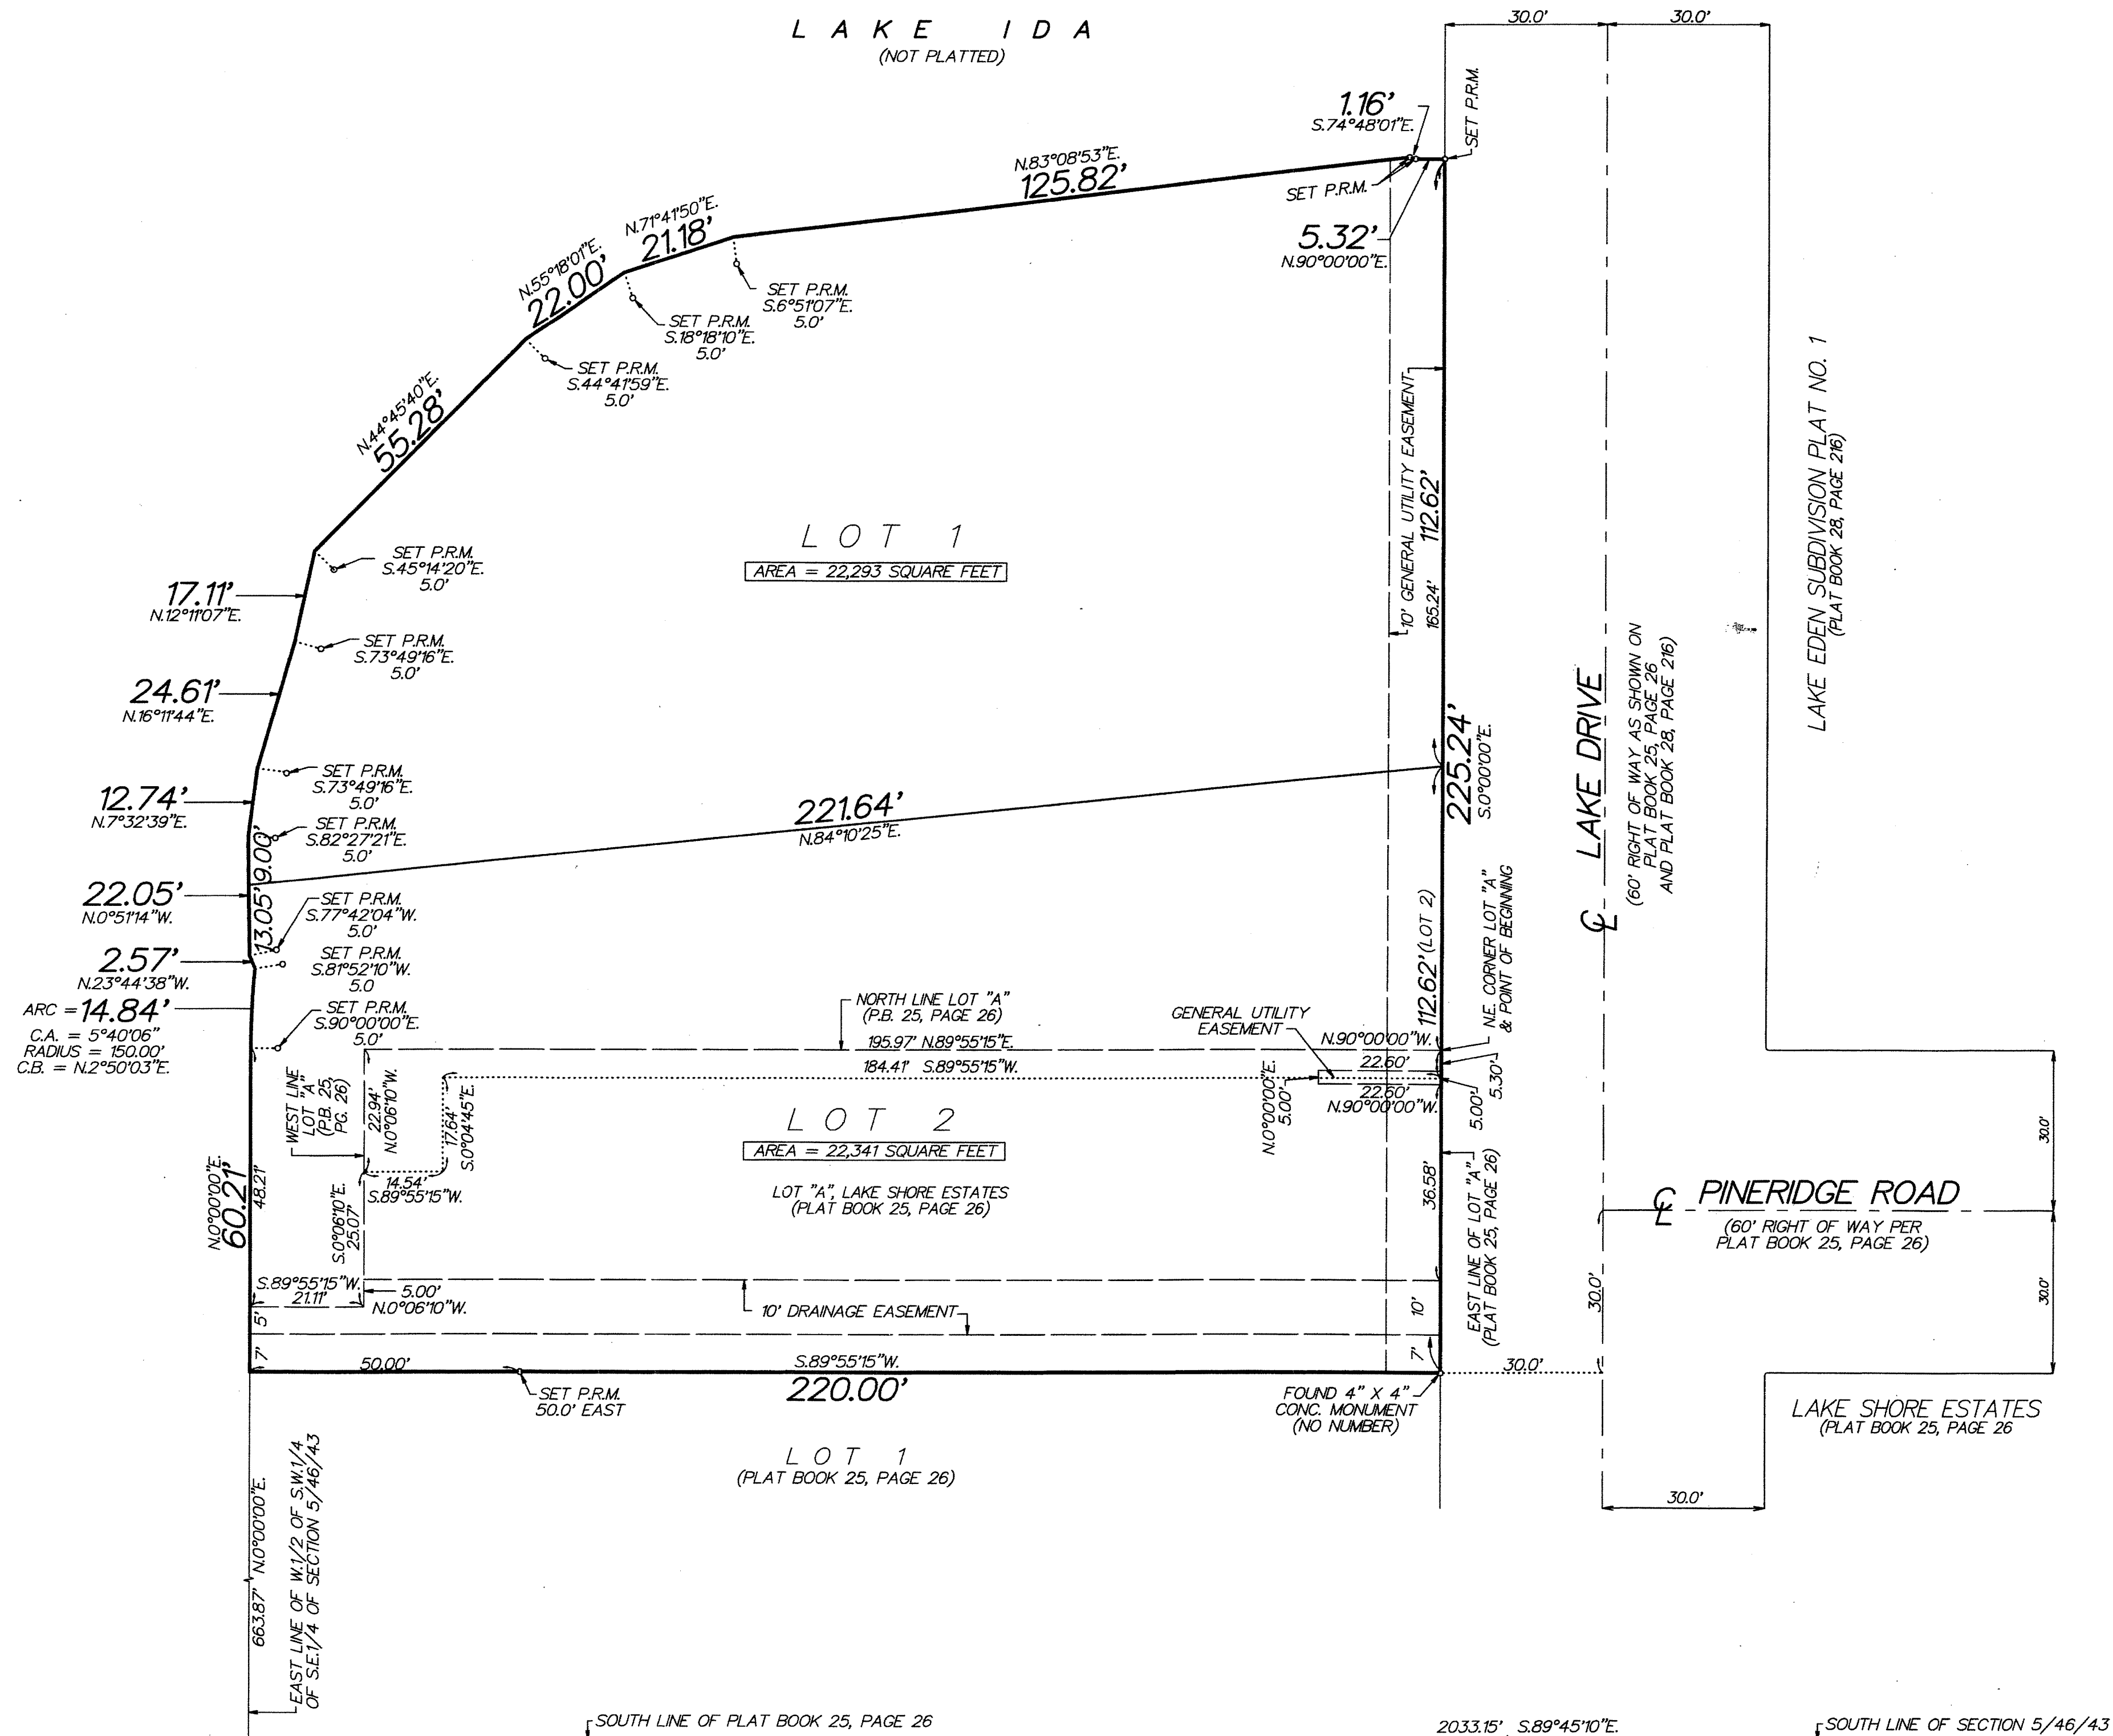 L A K E   I D A
(NOT PLATTED)
30.0'
30.0'
SET P.R.M.
1.16'
S.74°48'01"E.
N.83°08'53"E.
125.82'
SET P.R.M.
5.32'
N.90°00'00"E.
N.71°41'50"E.
21.18'
N.55°18'01"E.
22.00'
SET P.R.M.
S.6°51'07"E.
5.0'
SET P.R.M.
S.18°18'10"E.
5.0'
SET P.R.M.
S.44°41'59"E.
5.0'
N.44°45'40"E.
55.28'
10' GENERAL UTILITY EASEMENT
112.62'
165.24'
LAKE EDEN SUBDIVISION PLAT NO. 1
(PLAT BOOK 28, PAGE 216)
L O T   1
AREA = 22,293 SQUARE FEET
SET P.R.M.
S.45°14'20"E.
5.0'
17.11'
N.12°11'07"E.
SET P.R.M.
S.73°49'16"E.
5.0'
24.61'
N.16°11'44"E.
225.24'
S.0°00'00"E.
℄ LAKE DRIVE
(60' RIGHT OF WAY AS SHOWN ON
PLAT BOOK 25, PAGE 26
AND PLAT BOOK 28, PAGE 216)
SET P.R.M.
S.73°49'16"E.
5.0'
12.74'
N.7°32'39"E.
SET P.R.M.
S.82°27'21"E.
5.0'
221.64'
N.84°10'25"E.
9.00'
13.05'
22.05'
N.0°51'14"W.
SET P.R.M.
S.77°42'04"W.
5.0'
2.57'
N.23°44'38"W.
SET P.R.M.
S.81°52'10"W.
5.0
ARC = 14.84'
C.A. = 5°40'06"
RADIUS = 150.00'
C.B. = N.2°50'03"E.
SET P.R.M.
S.90°00'00"E.
5.0'
112.62' (LOT 2)
N.E. CORNER LOT "A"
& POINT OF BEGINNING
NORTH LINE LOT "A"
(P.B. 25, PAGE 26)
195.97' N.89°55'15"E.
184.41' S.89°55'15"W.
GENERAL UTILITY
EASEMENT
N.90°00'00"W.
22.60'
22.60'
N.90°00'00"W.
N.0°00'00"E.
5.00'
5.30'
5.00'
WEST LINE
LOT "A"
(P.B. 25,
PG. 26)
22.94'
N.0°06'10"W.
17.64'
S.0°04'45"E.
L O T   2
AREA = 22,341 SQUARE FEET
LOT "A", LAKE SHORE ESTATES
(PLAT BOOK 25, PAGE 26)
14.54'
S.89°55'15"W.
N.0°00'00"E.
60.21'
48.21'
S.0°06'10"E.
25.07'
36.58'
EAST LINE OF LOT "A"
(PLAT BOOK 25, PAGE 26)
℄ PINERIDGE ROAD
(60' RIGHT OF WAY PER
PLAT BOOK 25, PAGE 26)
30.0'
30.0'
30.0'
S.89°55'15"W.
21.11'
5.00'
N.0°06'10"W.
10' DRAINAGE EASEMENT
5'
7'
10'
7'
50.00'
S.89°55'15"W.
220.00'
30.0'
SET P.R.M.
50.0' EAST
FOUND 4" X 4"
CONC. MONUMENT
(NO NUMBER)
LAKE SHORE ESTATES
(PLAT BOOK 25, PAGE 26
L O T   1
(PLAT BOOK 25, PAGE 26)
30.0'
663.87' N.0°00'00"E.
EAST LINE OF W.1/2 OF S.W.1/4
OF S.E.1/4 OF SECTION 5/46/43
SOUTH LINE OF PLAT BOOK 25, PAGE 26
2033.15' S.89°45'10"E.
SOUTH LINE OF SECTION 5/46/43